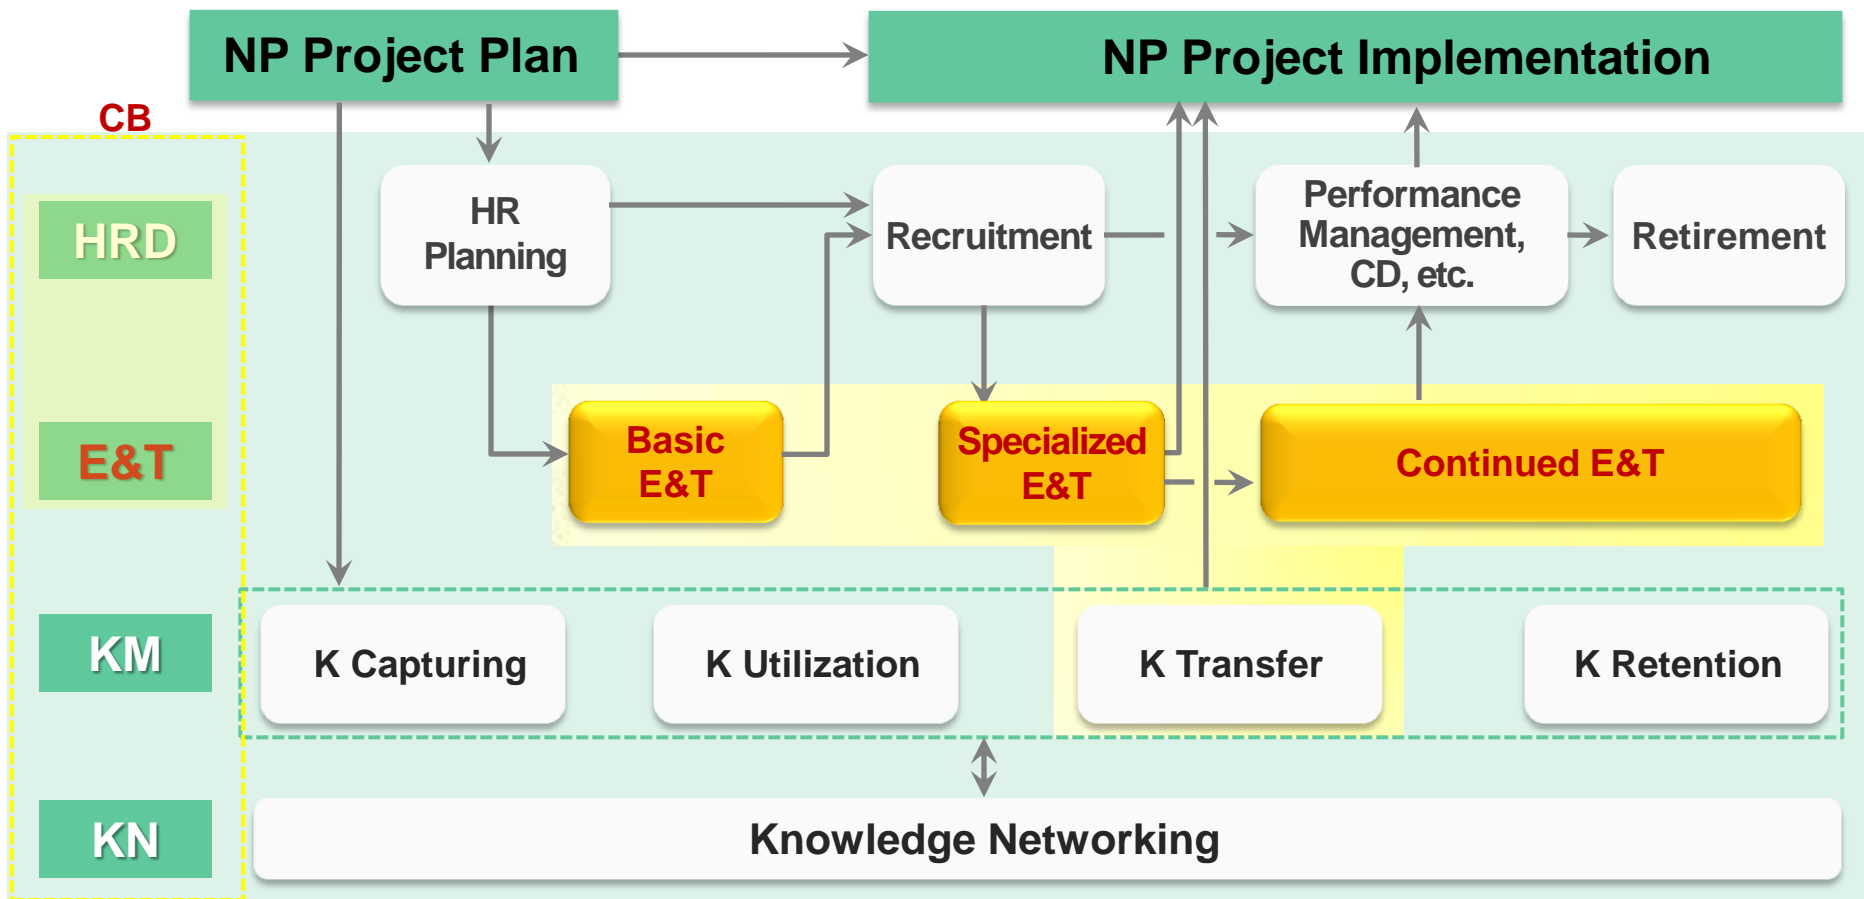 NP Project Plan
NP Project Implementation
CB
HRD
HR
Planning
Recruitment
Performance
Management,
CD, etc.
Retirement
E&T
Basic
E&T
Specialized
E&T
Continued E&T
KM
K Capturing
K Utilization
K Transfer
K Retention
KN
Knowledge Networking